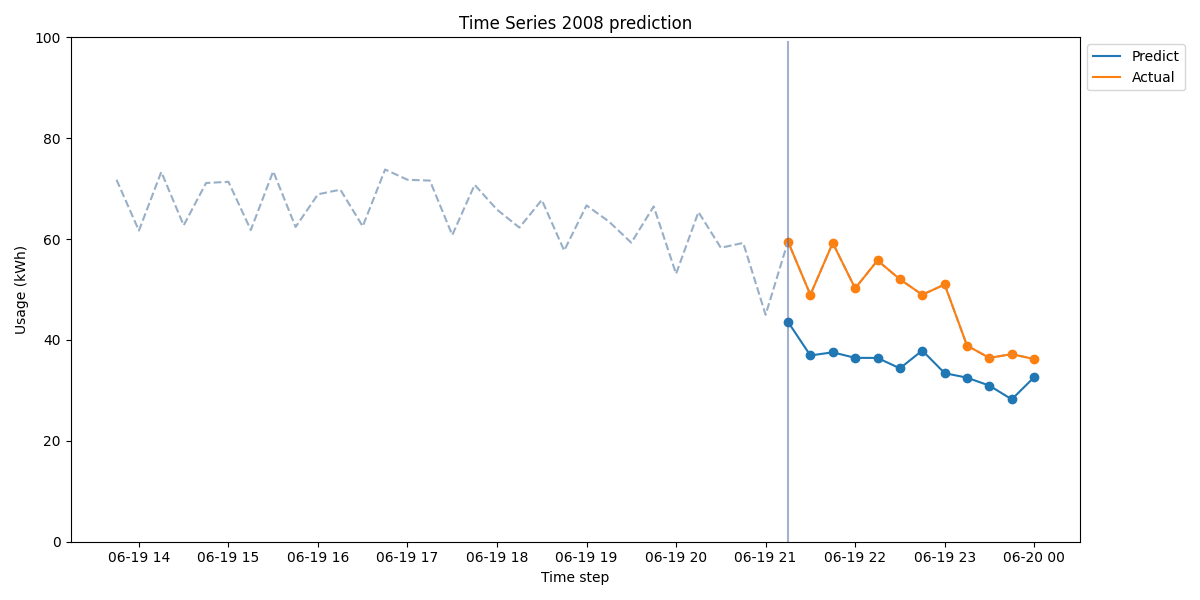 Time Series 2008 prediction
Predict
Actual
Usage (kWh)
100
80
60
40
20
0
06-19 14 06-19 15 06-19 16 06-19 17 06-19 18 06-19 19 06-19 20 06-19 21 06-19 22 06-19 23 06-20 00
Time step